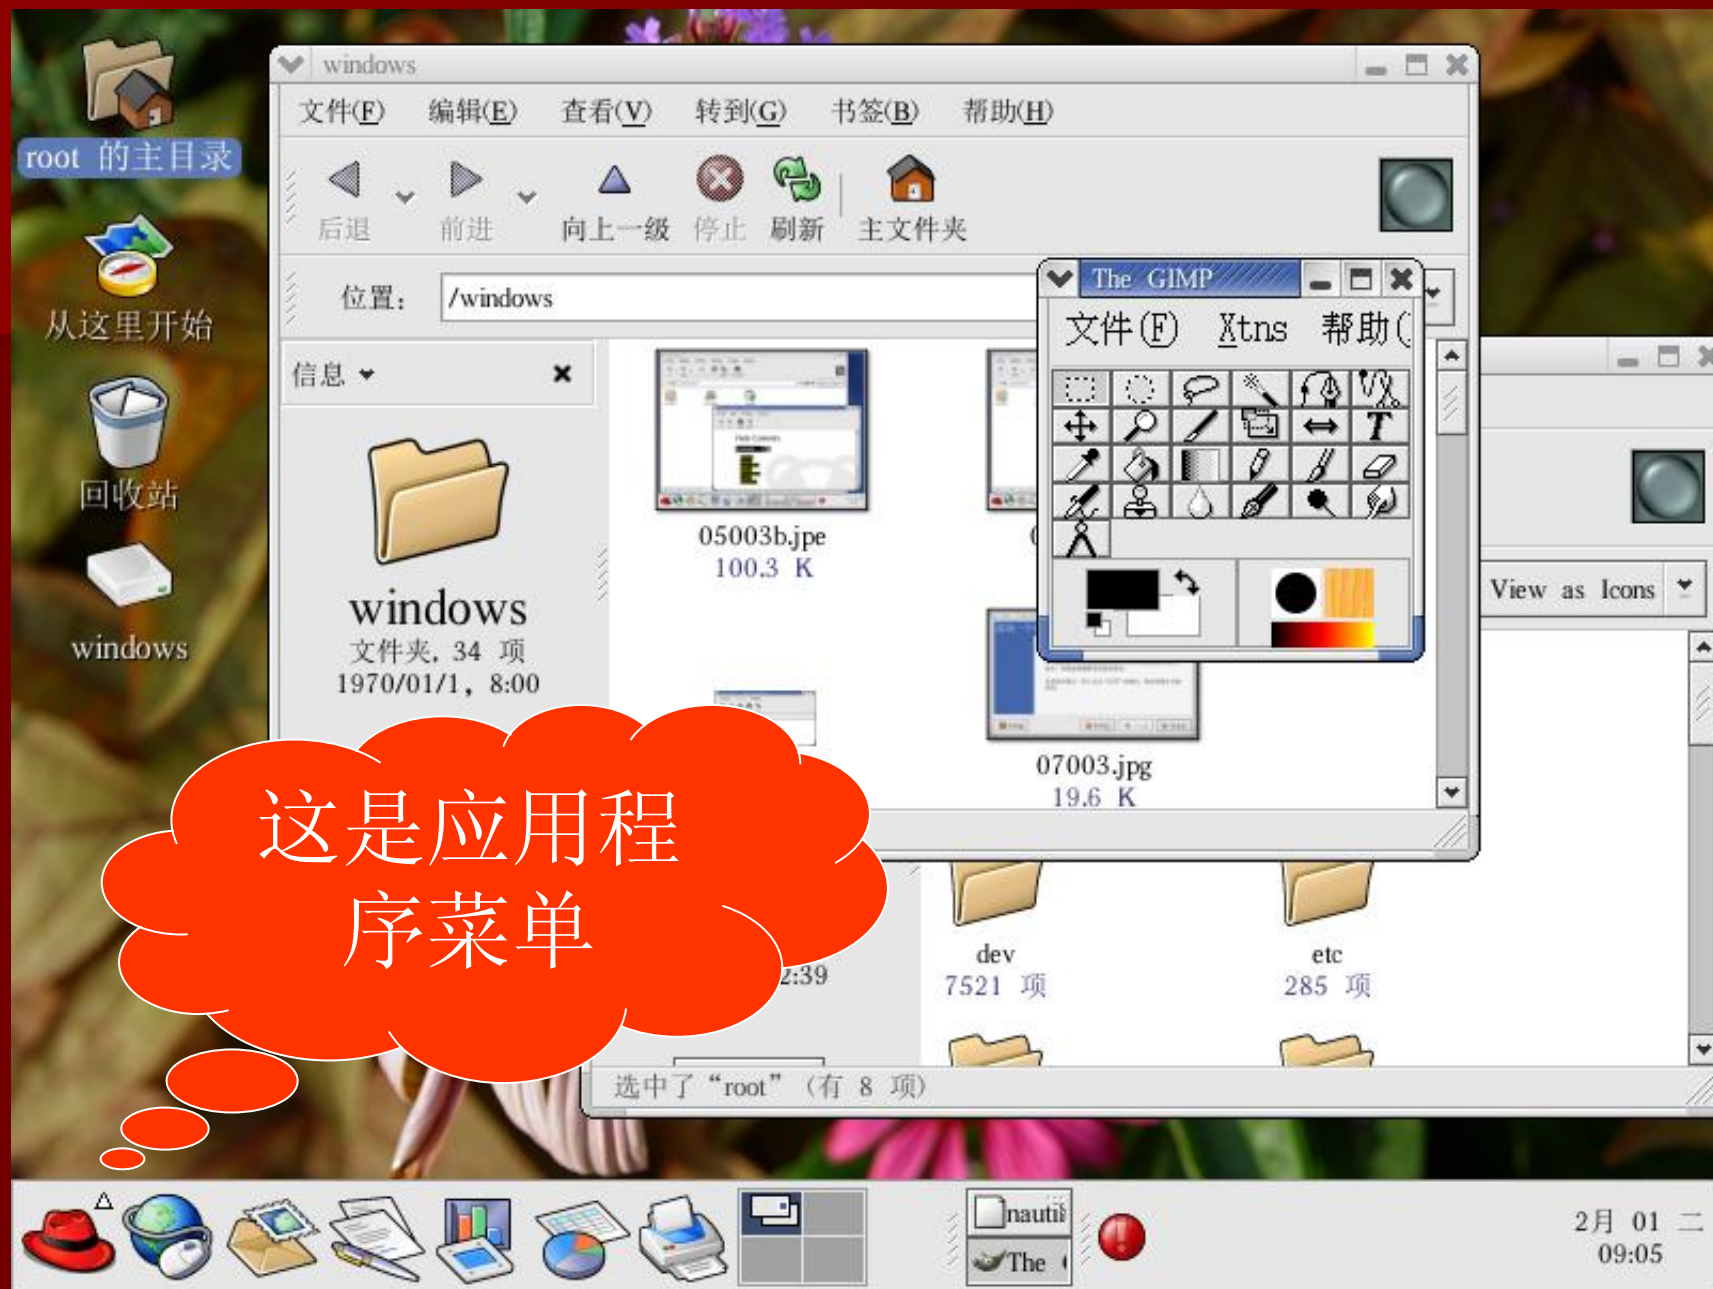 root 的主目录
从这里开始
回收站
windows
windows
文件(F) 编辑(E) 查看(V) 转到(G) 书签(B) 帮助(H)
后退 前进 向上一级 停止 刷新 主文件夹
位置: /windows
信息
windows
文件夹, 34 项
1970/01/1, 8:00
05003b.jpe
100.3 K
07003.jpg
19.6 K
The GIMP
文件(F) Xtns 帮助(
View as Icons
这是应用程
序菜单
2:39
dev
7521 项
etc
285 项
选中了“root” (有 8 项)
nautil
The
2月 01 二
09:05